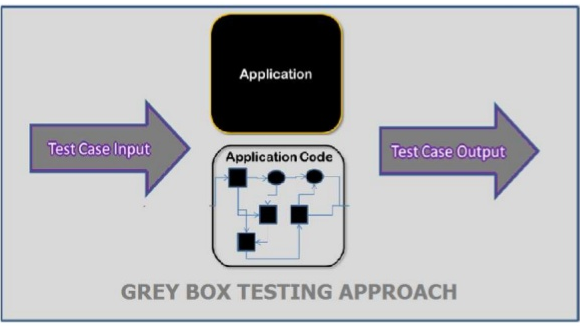 Application
Test Case Input
Application Code
Test Case Output
GREY BOX TESTING APPROACH